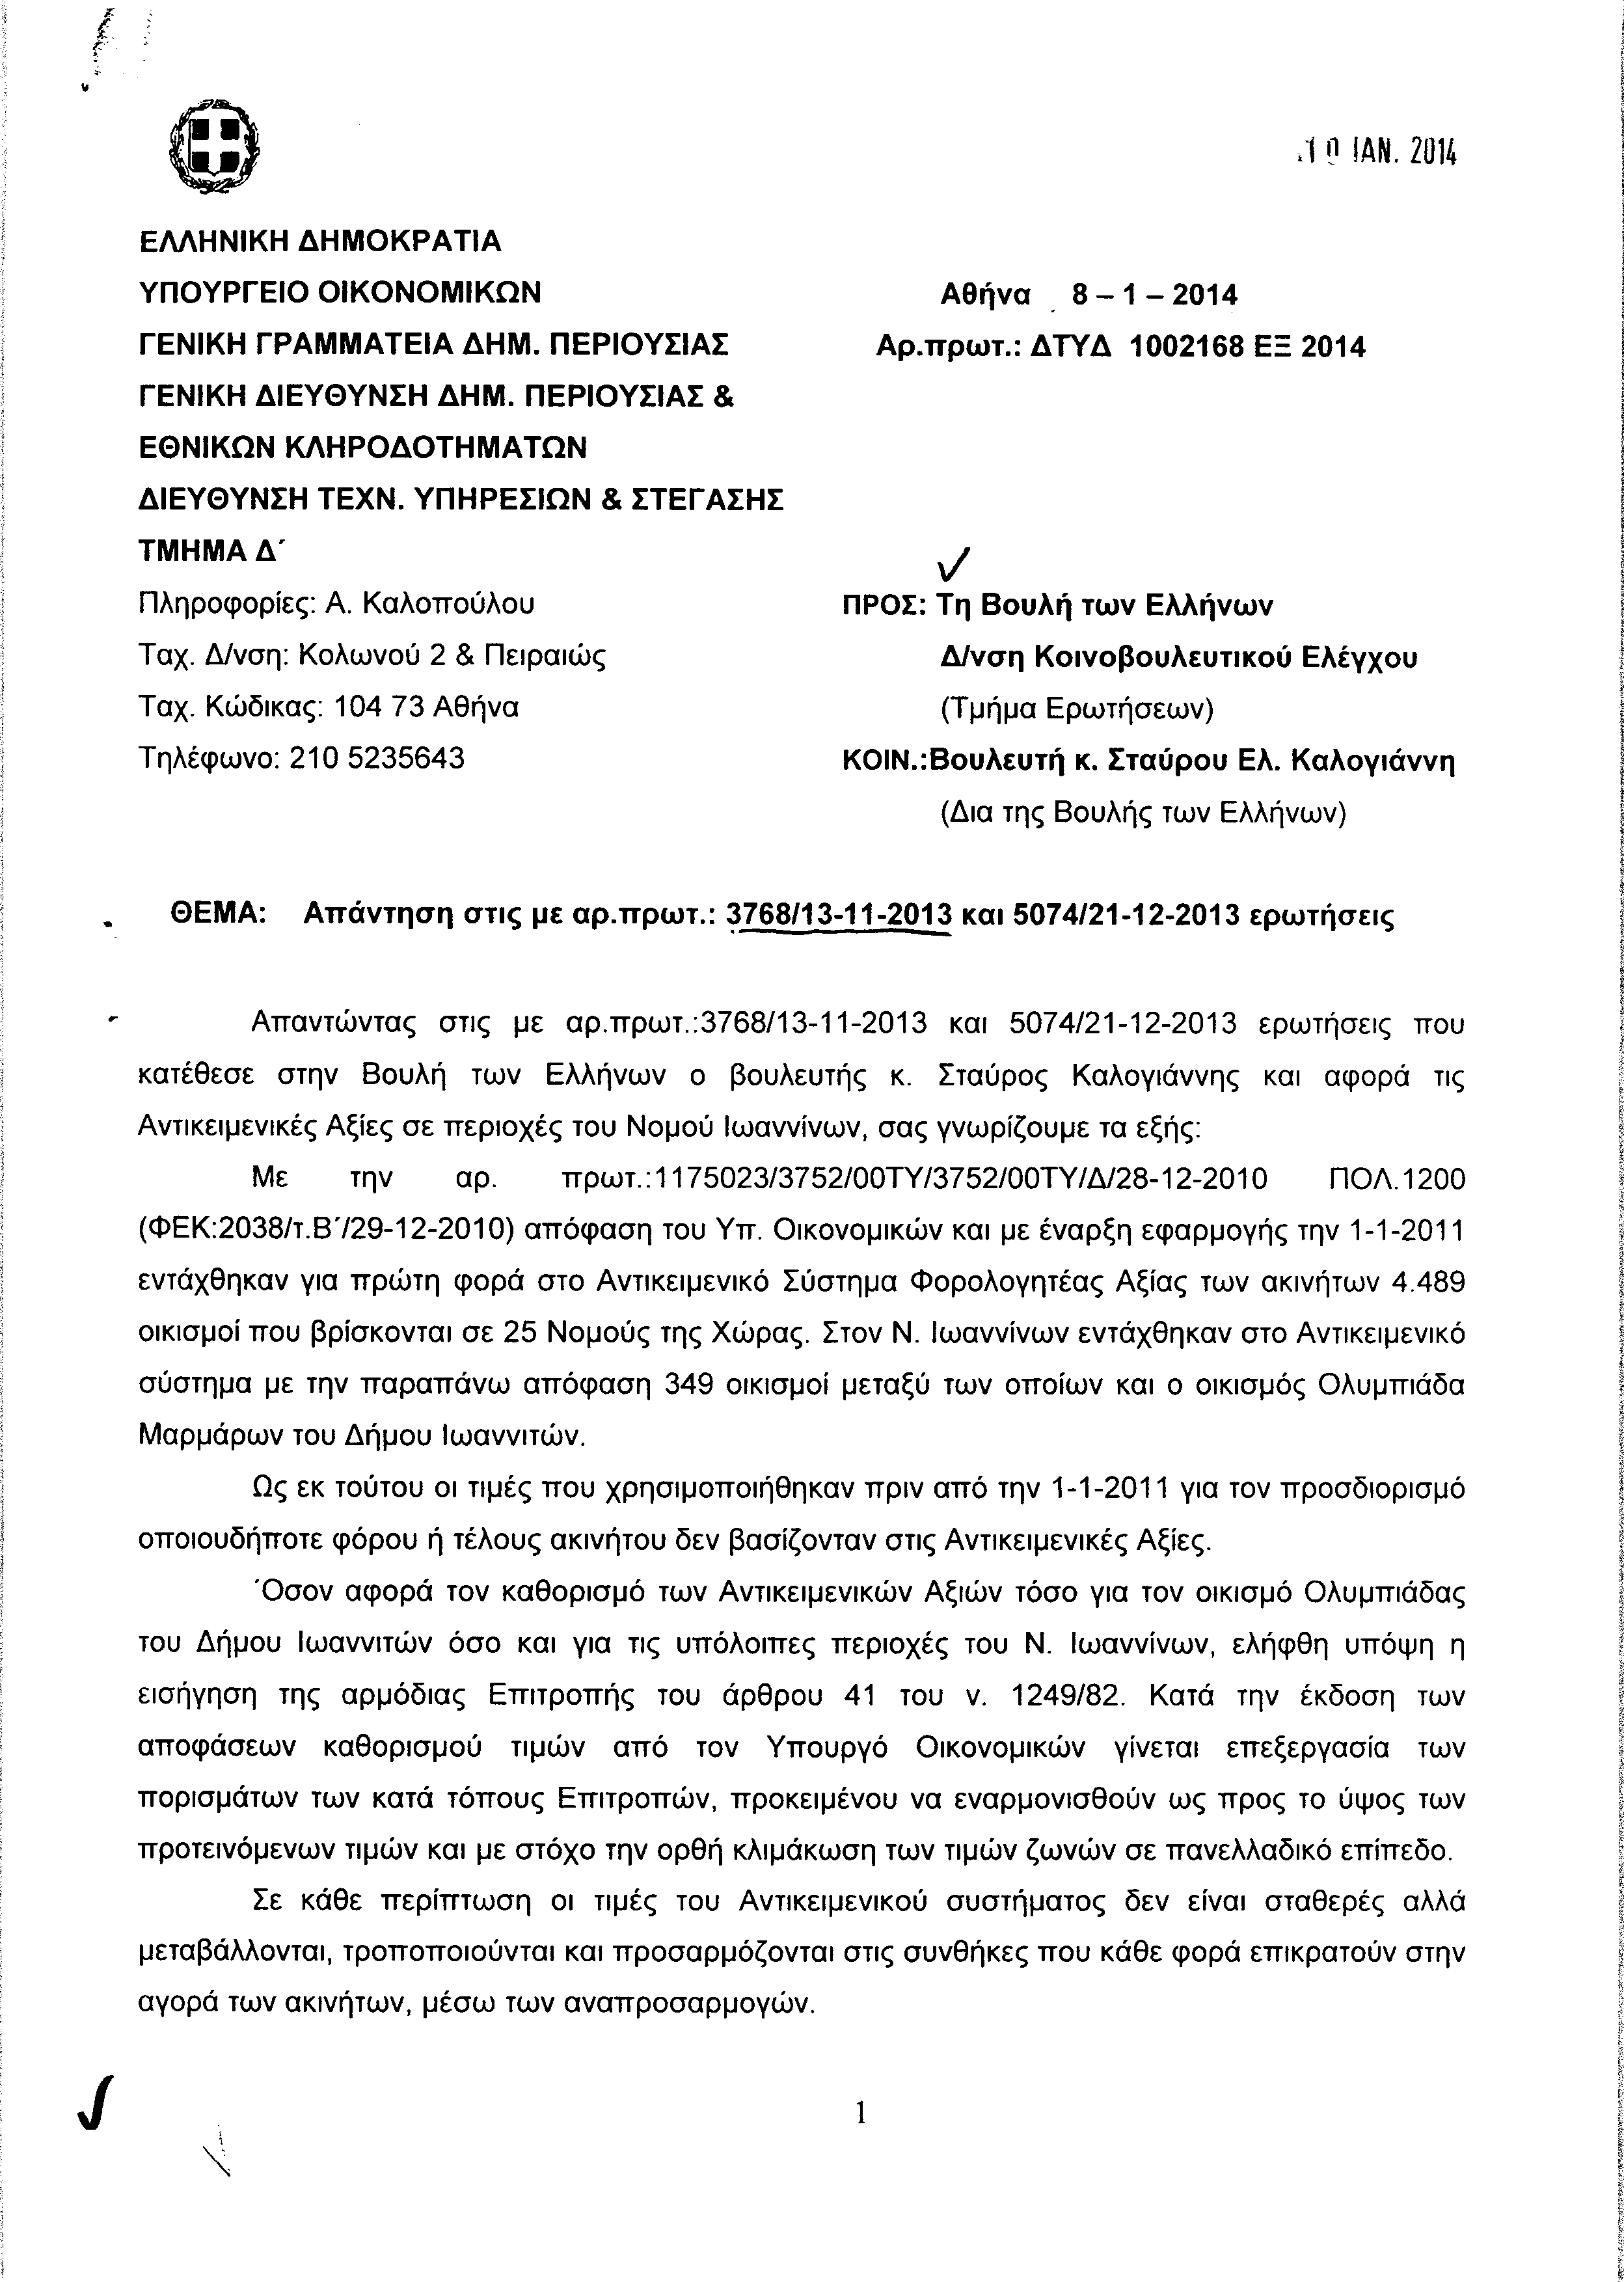 10 ΙΑΝ. 2014
ΕΛΛΗΝΙΚΗ ΔΗΜΟΚΡΑΤΙΑ
ΥΠΟΥΡΓΕΙΟ ΟΙΚΟΝΟΜΙΚΩΝ
ΓΕΝΙΚΗ ΓΡΑΜΜΑΤΕΙΑ ΔΗΜ. ΠΕΡΙΟΥΣΙΑΣ
ΓΕΝΙΚΗ ΔΙΕΥΘΥΝΣΗ ΔΗΜ. ΠΕΡΙΟΥΣΙΑΣ &
ΕΘΝΙΚΩΝ ΚΛΗΡΟΔΟΤΗΜΑΤΩΝ
ΔΙΕΥΘΥΝΣΗ ΤΕΧΝ. ΥΠΗΡΕΣΙΩΝ & ΣΤΕΓΑΣΗΣ
ΤΜΗΜΑ Δ΄
Πληροφορίες: Α. Καλοπούλου
Ταχ. Δ/νση: Κολωνού 2 & Πειραιώς
Ταχ. Κώδικας: 104 73 Αθήνα
Τηλέφωνο: 210 5235643
Αθήνα 8 – 1 – 2014
Αρ.πρωτ.: ΔΤΥΔ 1002168 ΕΞ 2014
ΠΡΟΣ: Τη Βουλή των Ελλήνων
Δ/νση Κοινοβουλευτικού Ελέγχου
(Τμήμα Ερωτήσεων)
ΚΟΙΝ.:Βουλευτή κ. Σταύρου Ελ. Καλογιάννη
(Δια της Βουλής των Ελλήνων)
ΘΕΜΑ: Απάντηση στις με αρ.πρωτ.: 3768/13-11-2013 και 5074/21-12-2013 ερωτήσεις
Απαντώντας στις με αρ.πρωτ.:3768/13-11-2013 και 5074/21-12-2013 ερωτήσεις που
κατέθεσε στην Βουλή των Ελλήνων ο βουλευτής κ. Σταύρος Καλογιάννης και αφορά τις
Αντικειμενικές Αξίες σε περιοχές του Νομού Ιωαννίνων, σας γνωρίζουμε τα εξής:
Με την αρ. πρωτ.:1175023/3752/00ΤΥ/3752/00ΤΥ/Δ/28-12-2010 ΠΟΛ.1200
(ΦΕΚ:2038/τ.Β΄/29-12-2010) απόφαση του Υπ. Οικονομικών και με έναρξη εφαρμογής την 1-1-2011
εντάχθηκαν για πρώτη φορά στο Αντικειμενικό Σύστημα Φορολογητέας Αξίας των ακινήτων 4.489
οικισμοί που βρίσκονται σε 25 Νομούς της Χώρας. Στον Ν. Ιωαννίνων εντάχθηκαν στο Αντικειμενικό
σύστημα με την παραπάνω απόφαση 349 οικισμοί μεταξύ των οποίων και ο οικισμός Ολυμπιάδα
Μαρμάρων του Δήμου Ιωαννιτών.
Ως εκ τούτου οι τιμές που χρησιμοποιήθηκαν πριν από την 1-1-2011 για τον προσδιορισμό
οποιουδήποτε φόρου ή τέλους ακινήτου δεν βασίζονταν στις Αντικειμενικές Αξίες.
Όσον αφορά τον καθορισμό των Αντικειμενικών Αξιών τόσο για τον οικισμό Ολυμπιάδας
του Δήμου Ιωαννιτών όσο και για τις υπόλοιπες περιοχές του Ν. Ιωαννίνων, ελήφθη υπόψη η
εισήγηση της αρμόδιας Επιτροπής του άρθρου 41 του ν. 1249/82. Κατά την έκδοση των
αποφάσεων καθορισμού τιμών από τον Υπουργό Οικονομικών γίνεται επεξεργασία των
πορισμάτων των κατά τόπους Επιτροπών, προκειμένου να εναρμονισθούν ως προς το ύψος των
προτεινόμενων τιμών και με στόχο την ορθή κλιμάκωση των τιμών ζωνών σε πανελλαδικό επίπεδο.
Σε κάθε περίπτωση οι τιμές του Αντικειμενικού συστήματος δεν είναι σταθερές αλλά
μεταβάλλονται, τροποποιούνται και προσαρμόζονται στις συνθήκες που κάθε φορά επικρατούν στην
αγορά των ακινήτων, μέσω των αναπροσαρμογών.
1